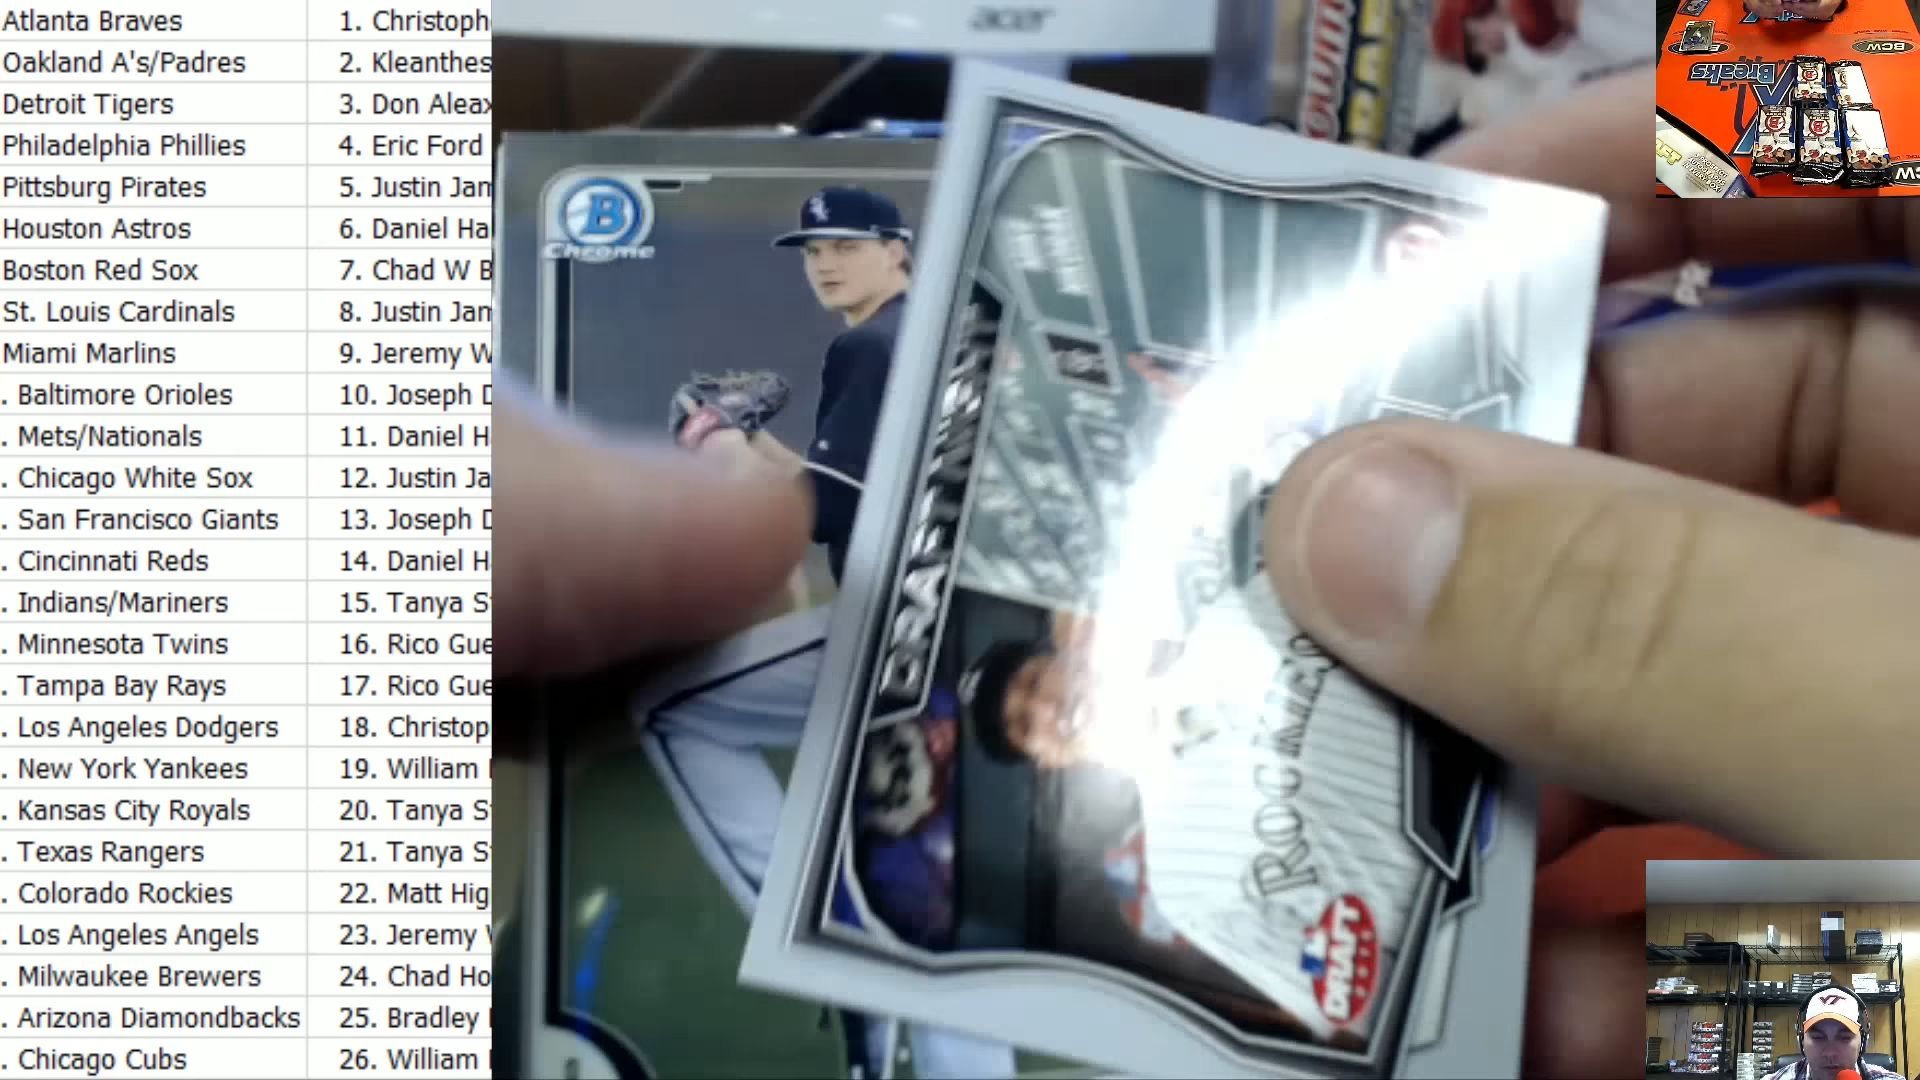 Atlanta Braves 1. Christoph
Oakland A's/Padres 2. Kleanthes
Detroit Tigers 3. Don Aleax
Philadelphia Phillies 4. Eric Ford
Pittsburg Pirates 5. Justin Jam
Houston Astros 6. Daniel Ha
Boston Red Sox 7. Chad W B
St. Louis Cardinals 8. Justin Jam
Miami Marlins 9. Jeremy W
. Baltimore Orioles 10. Joseph D
. Mets/Nationals 11. Daniel H
. Chicago White Sox 12. Justin Ja
. San Francisco Giants 13. Joseph D
. Cincinnati Reds 14. Daniel H
. Indians/Mariners 15. Tanya S
. Minnesota Twins 16. Rico Gue
. Tampa Bay Rays 17. Rico Gue
. Los Angeles Dodgers 18. Christop
. New York Yankees 19. William
. Kansas City Royals 20. Tanya S
. Texas Rangers 21. Tanya S
. Colorado Rockies 22. Matt Hig
. Los Angeles Angels 23. Jeremy
. Milwaukee Brewers 24. Chad Ho
. Arizona Diamondbacks 25. Bradley
. Chicago Cubs 26. William
acer
B
Chrome
DRAFT NIGHT
ROCKIES
DRAFT
Breaks
BCW
VT